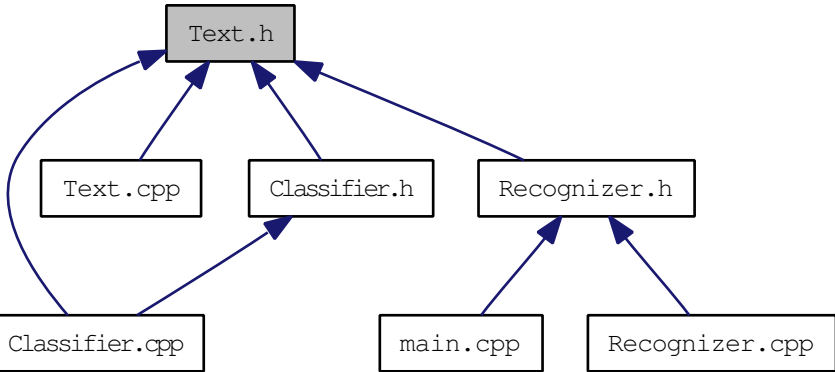 Text.h
Text.cpp
Classifier.h
Recognizer.h
Classifier.cpp
main.cpp
Recognizer.cpp